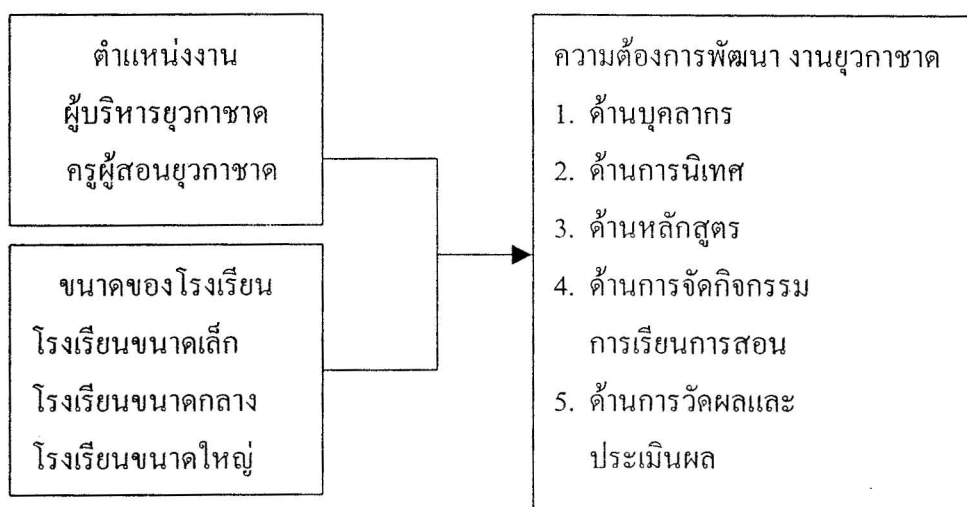 ตำแหน่งงาน
ผู้บริหารยุวกาชาด
ครูผู้สอนยุวกาชาด
ขนาดของโรงเรียน
โรงเรียนขนาดเล็ก
โรงเรียนขนาดกลาง
โรงเรียนขนาดใหญ่
ความต้องการพัฒนา งานยุวกาชาด
1. ด้านบุคลากร
2. ด้านการนิเทศ
3. ด้านหลักสูตร
4. ด้านการจัดกิจกรรม
การเรียนการสอน
5. ด้านการวัดผลและ
ประเมินผล